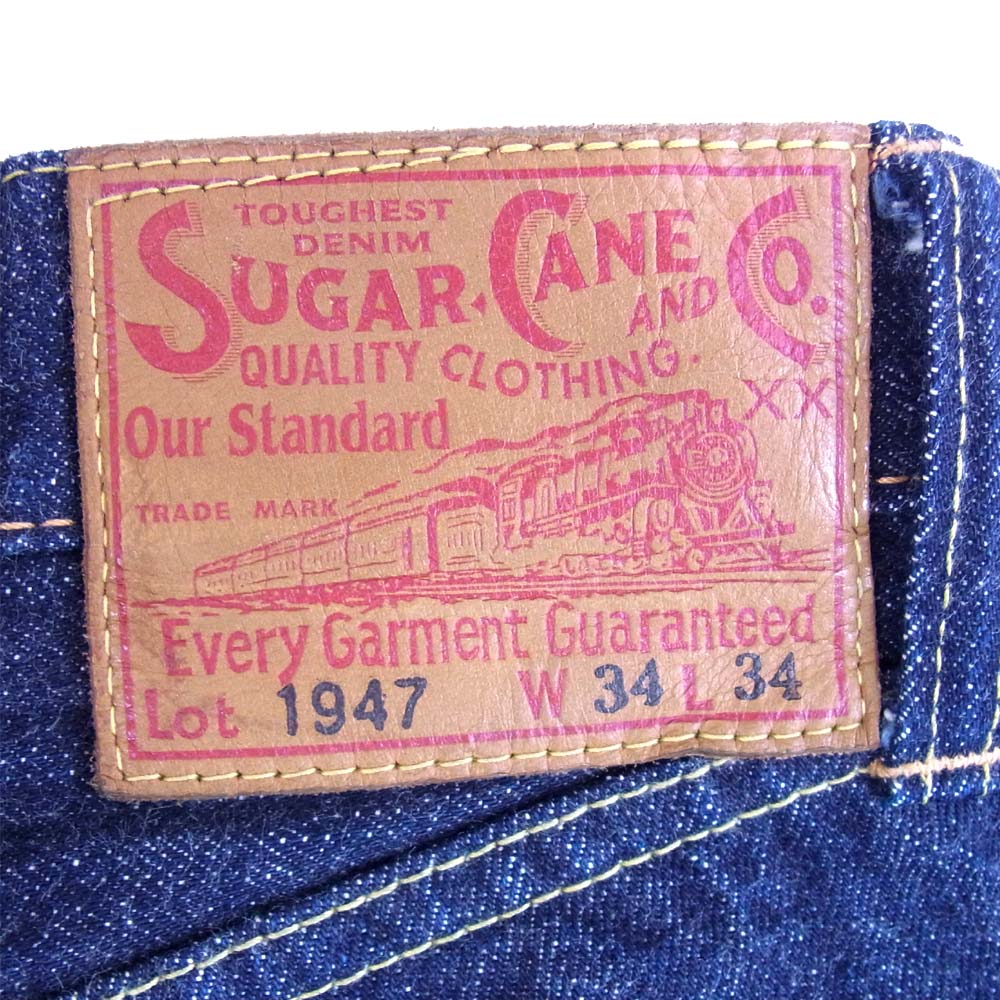 TOUGHEST
DENIM
SUGAR CANE AND CO.
QUALITY CLOTHING.
XX
Our Standard
TRADE MARK
Every Garment Guaranteed
Lot 1947 W 34 L 34